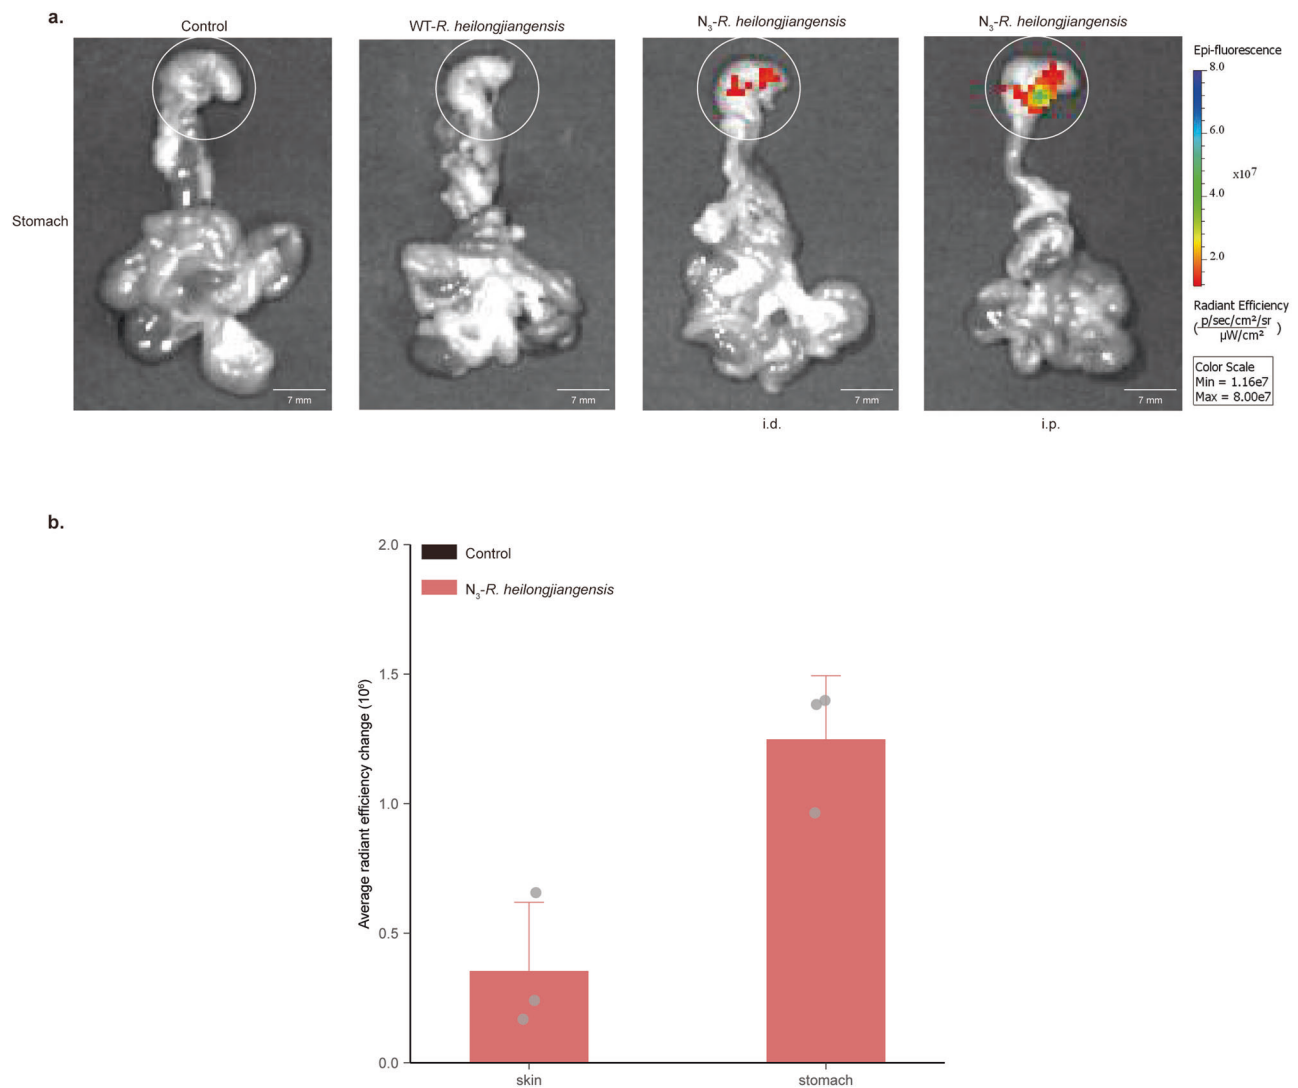 a.
Control
WT-R. heilongjiangensis
N₃-R. heilongjiangensis
N₃-R. heilongjiangensis
Stomach
7 mm
7 mm
7 mm
7 mm
i.d.
i.p.
Epi-fluorescence
8.0
6.0
4.0
x10⁷
2.0
Radiant Efficiency
(p/sec/cm²/sr
µW/cm²)
Color Scale
Min = 1.16e7
Max = 8.00e7
b.
Control
N₃-R. heilongjiangensis
Average radiant efficiency change (10⁶)
2.0
1.5
1.0
0.5
0.0
skin
stomach